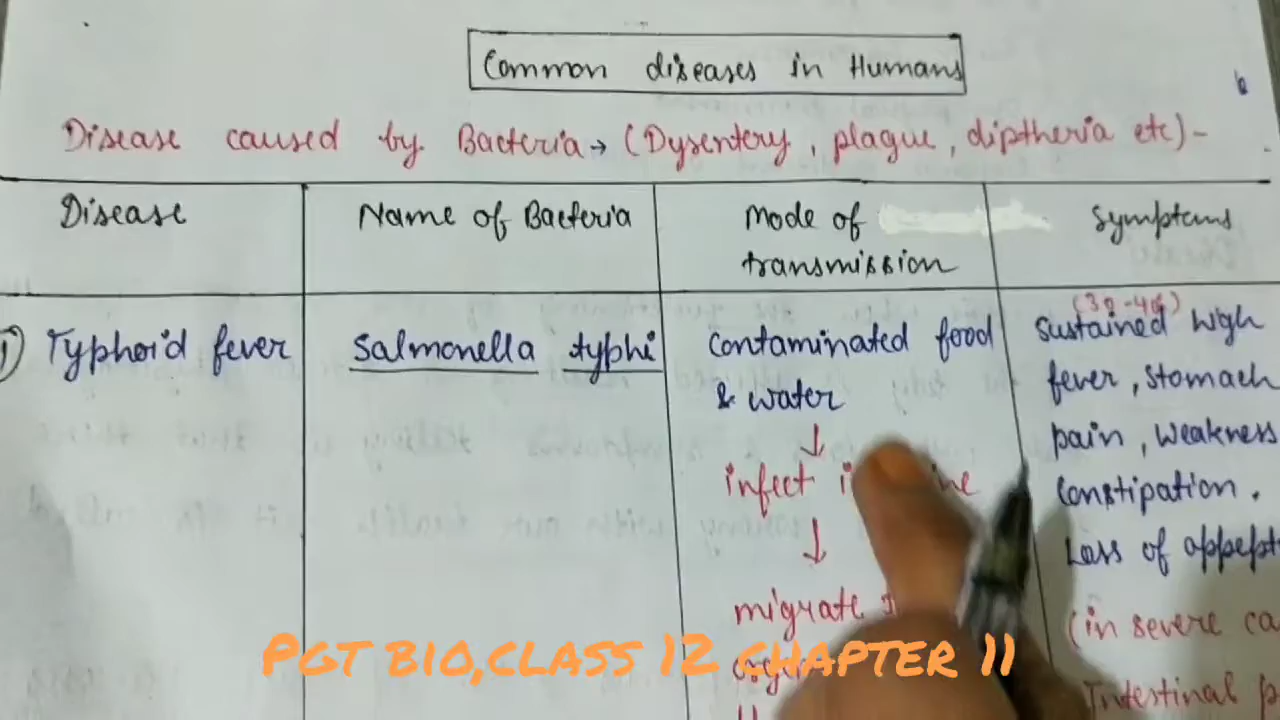 Common diseases in Humans
Disease caused by Bacteria → (Dysentery, plague, diptheria etc) -
Disease
Name of Bacteria
Mode of
transmission
Symptoms
1) Typhoid fever
Salmonella typhi
Contaminated food
& water
↓
infect
↓
migrate
(39-40)
Sustained high
fever, stomach
pain, weakness
Constipation.
Loss of
(in severe
Intestinal
PGT BIO,CLASS 12 CHAPTER 11